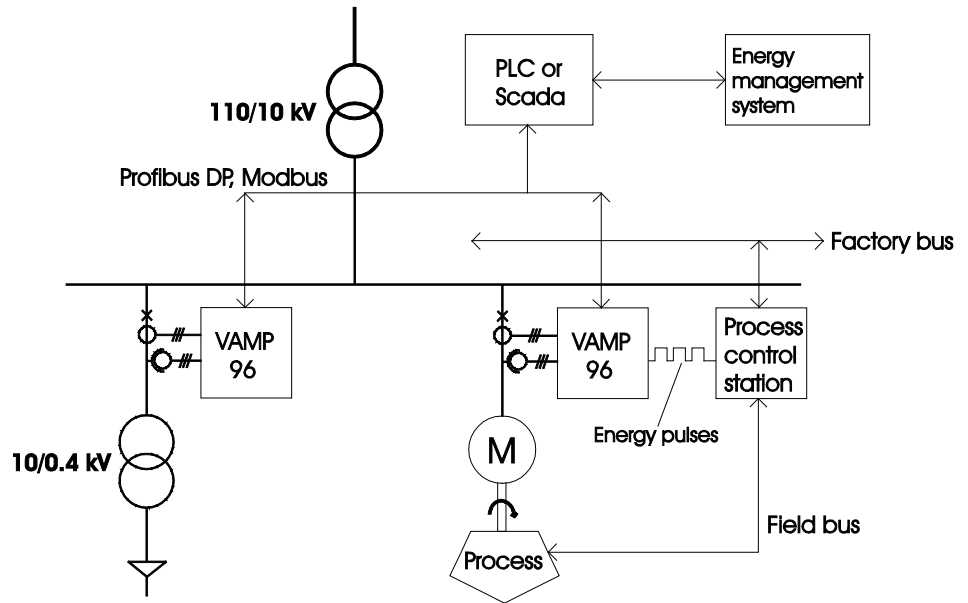 PLC or
Scada
Energy
management
system
110/10 kV
Profibus DP, Modbus
Factory bus
VAMP
96
VAMP
96
Process
control
station
Energy pulses
10/0.4 kV
M
Field bus
Process